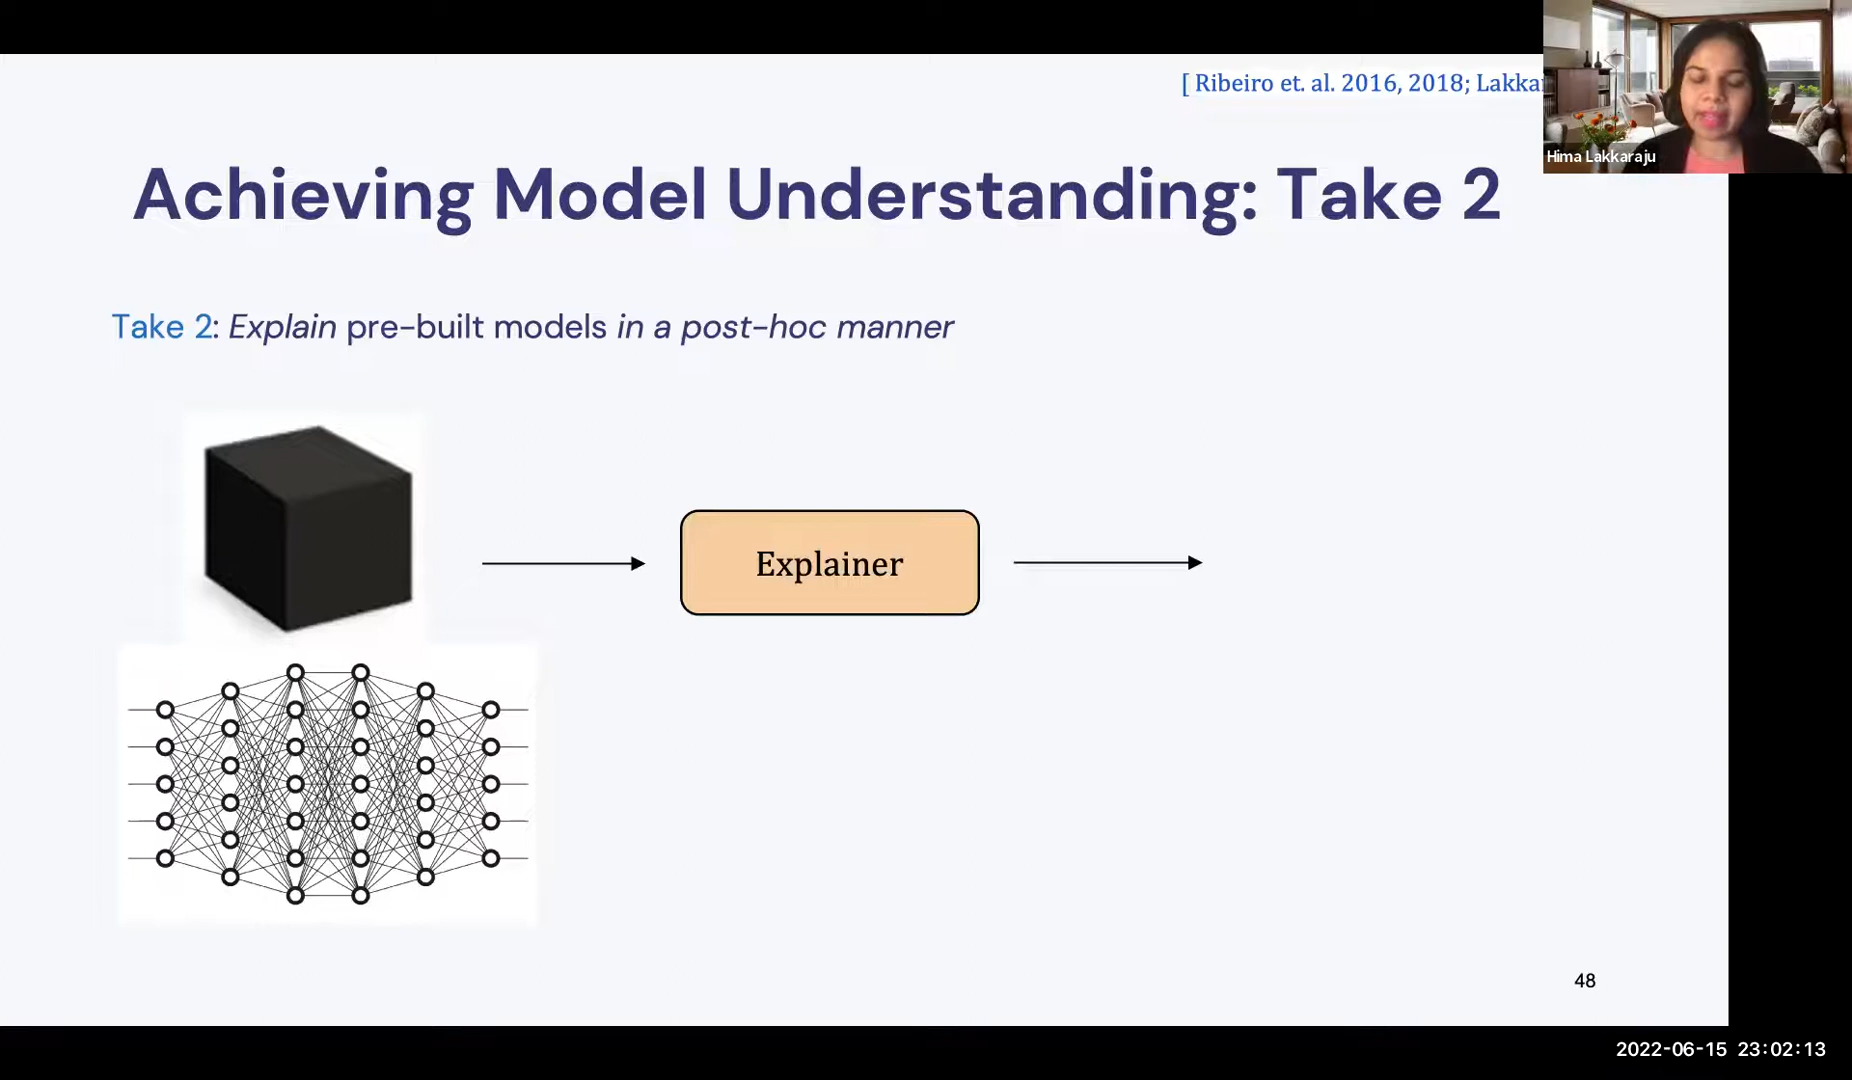 [ Ribeiro et. al. 2016, 2018;
Hima Lakkaraju
Achieving Model Understanding: Take 2
Take 2: Explain pre-built models in a post-hoc manner
Explainer
48
2022-06-15 23:02:13